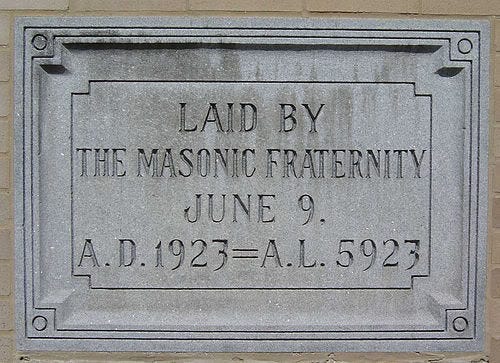 LAID BY
THE MASONIC FRATERNITY
JUNE 9.
A.D. 1923=A.L. 5923